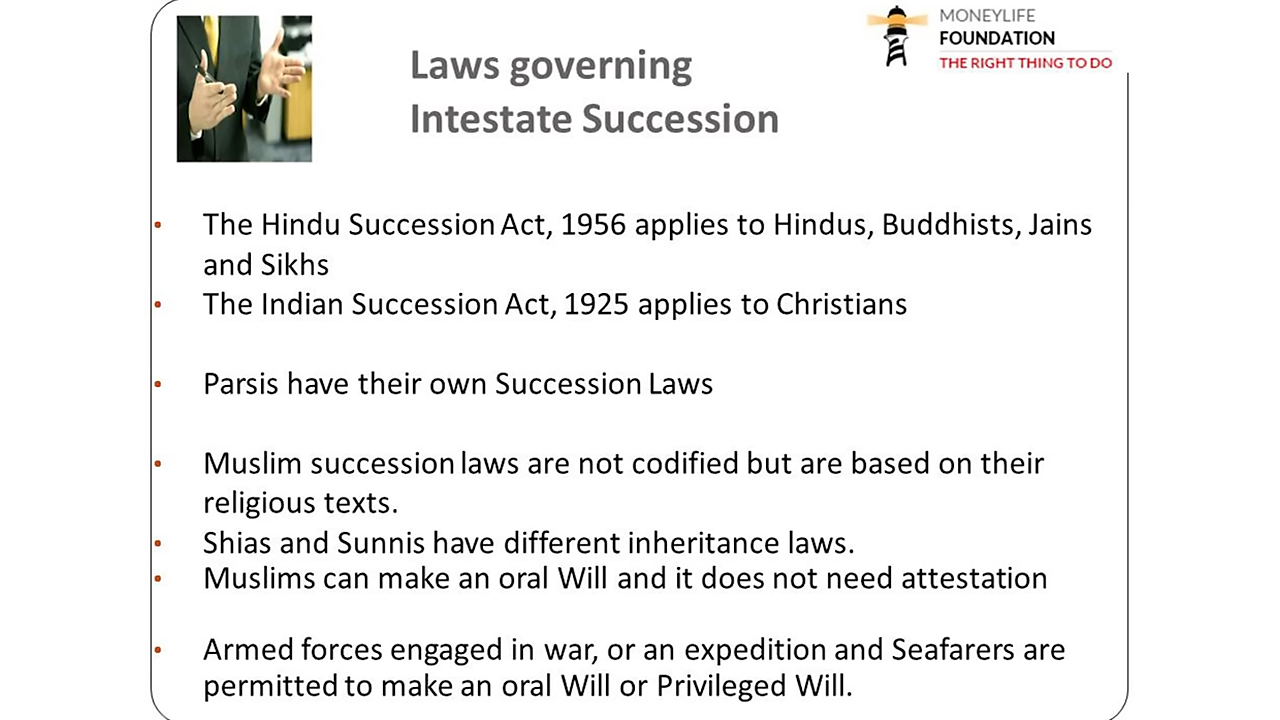 MONEYLIFE
FOUNDATION
THE RIGHT THING TO DO
Laws governing
Intestate Succession
• The Hindu Succession Act, 1956 applies to Hindus, Buddhists, Jains
and Sikhs
• The Indian Succession Act, 1925 applies to Christians
• Parsis have their own Succession Laws
• Muslim succession laws are not codified but are based on their
religious texts.
• Shias and Sunnis have different inheritance laws.
• Muslims can make an oral Will and it does not need attestation
• Armed forces engaged in war, or an expedition and Seafarers are
permitted to make an oral Will or Privileged Will.